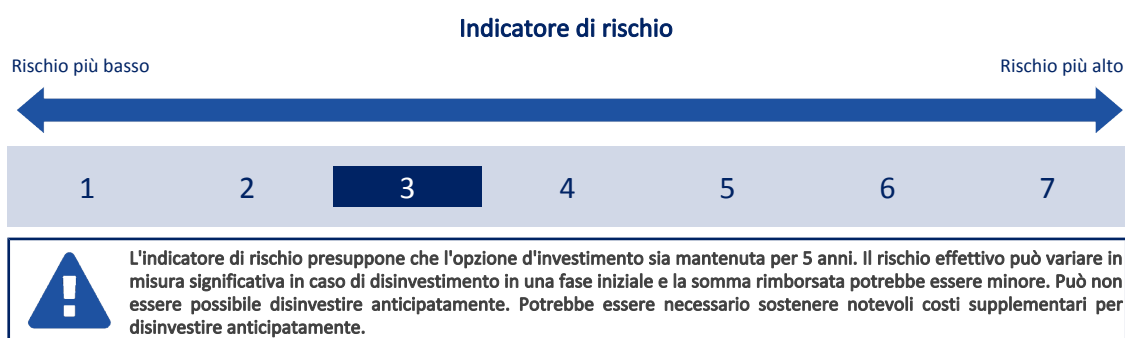 Indicatore di rischio
Rischio più basso
Rischio più alto
1 2 3 4 5 6 7
L'indicatore di rischio presuppone che l'opzione d'investimento sia mantenuta per 5 anni. Il rischio effettivo può variare in
misura significativa in caso di disinvestimento in una fase iniziale e la somma rimborsata potrebbe essere minore. Può non
essere possibile disinvestire anticipatamente. Potrebbe essere necessario sostenere notevoli costi supplementari per
disinvestire anticipatamente.